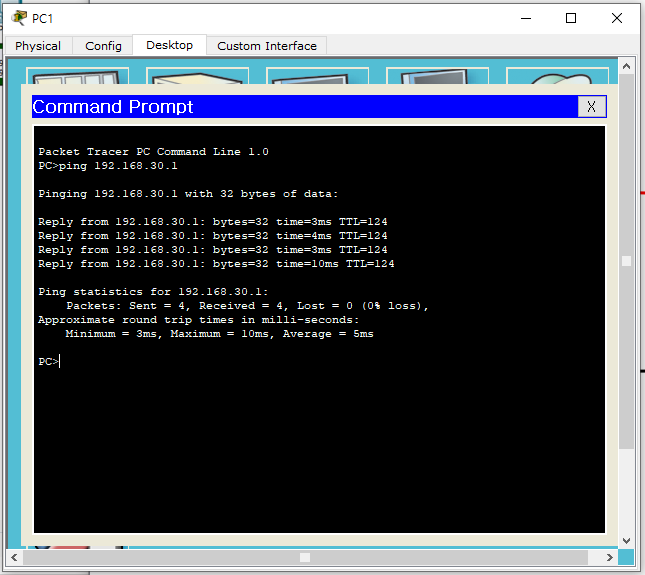 PC1
Physical Config Desktop Custom Interface
Command Prompt X
Packet Tracer PC Command Line 1.0
PC>ping 192.168.30.1
Pinging 192.168.30.1 with 32 bytes of data:
Reply from 192.168.30.1: bytes=32 time=3ms TTL=124
Reply from 192.168.30.1: bytes=32 time=4ms TTL=124
Reply from 192.168.30.1: bytes=32 time=3ms TTL=124
Reply from 192.168.30.1: bytes=32 time=10ms TTL=124
Ping statistics for 192.168.30.1:
Packets: Sent = 4, Received = 4, Lost = 0 (0% loss),
Approximate round trip times in milli-seconds:
Minimum = 3ms, Maximum = 10ms, Average = 5ms
PC>